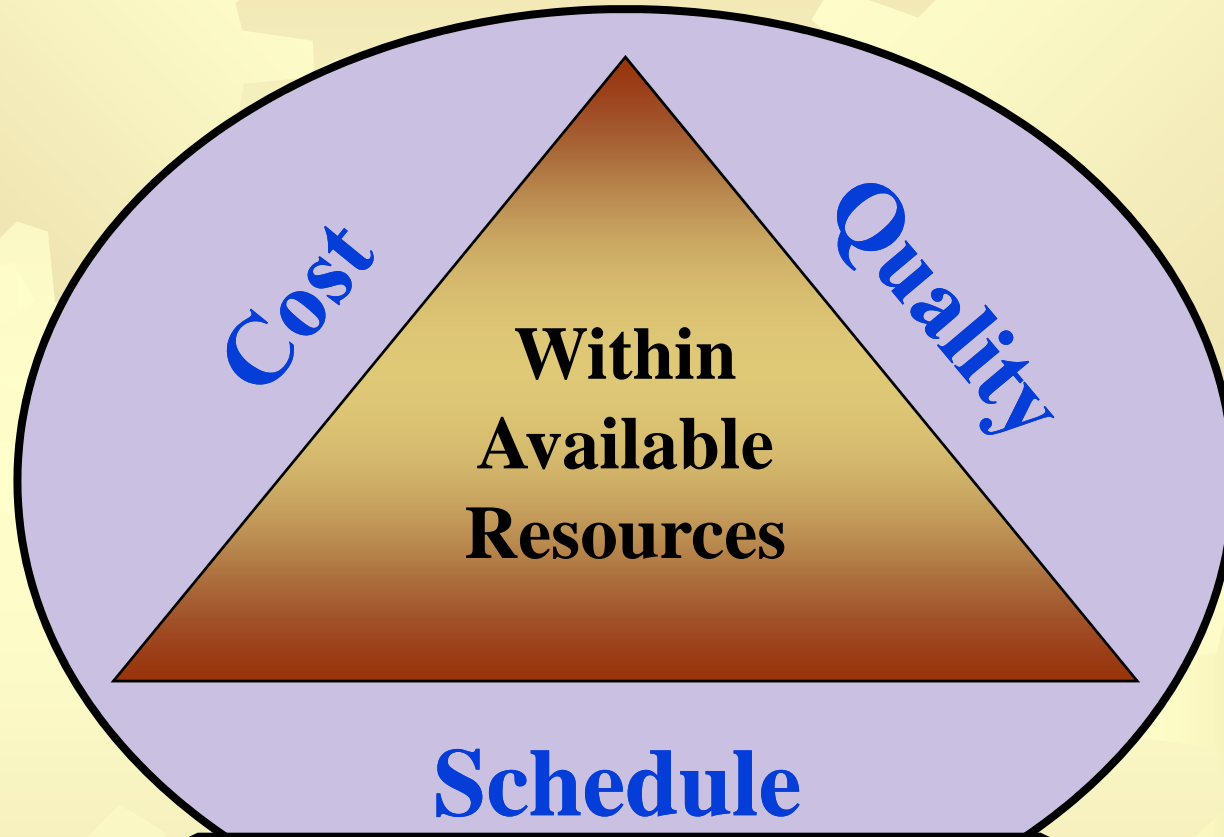 Cost
Quality
Within
Available
Resources
Schedule